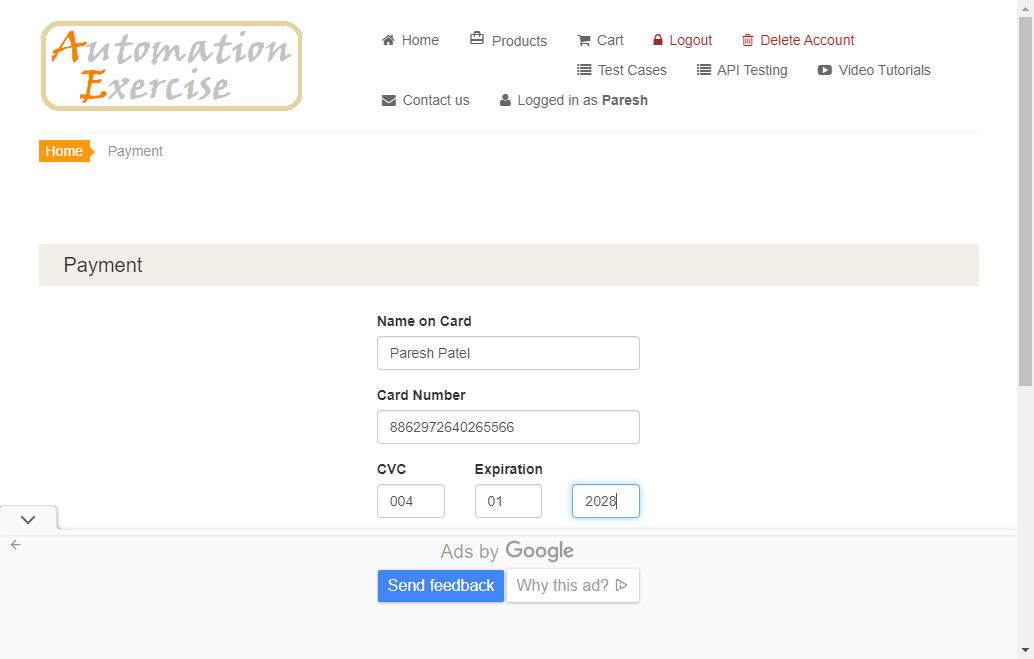 Automation
Exercise
Home
Products
Cart
Logout
Delete Account
Test Cases
API Testing
Video Tutorials
Contact us
Logged in as Paresh
Home
Payment
Payment
Name on Card
Paresh Patel
Card Number
8862972640265566
CVC
Expiration
004
01
2028
Ads by Google
Send feedback
Why this ad?